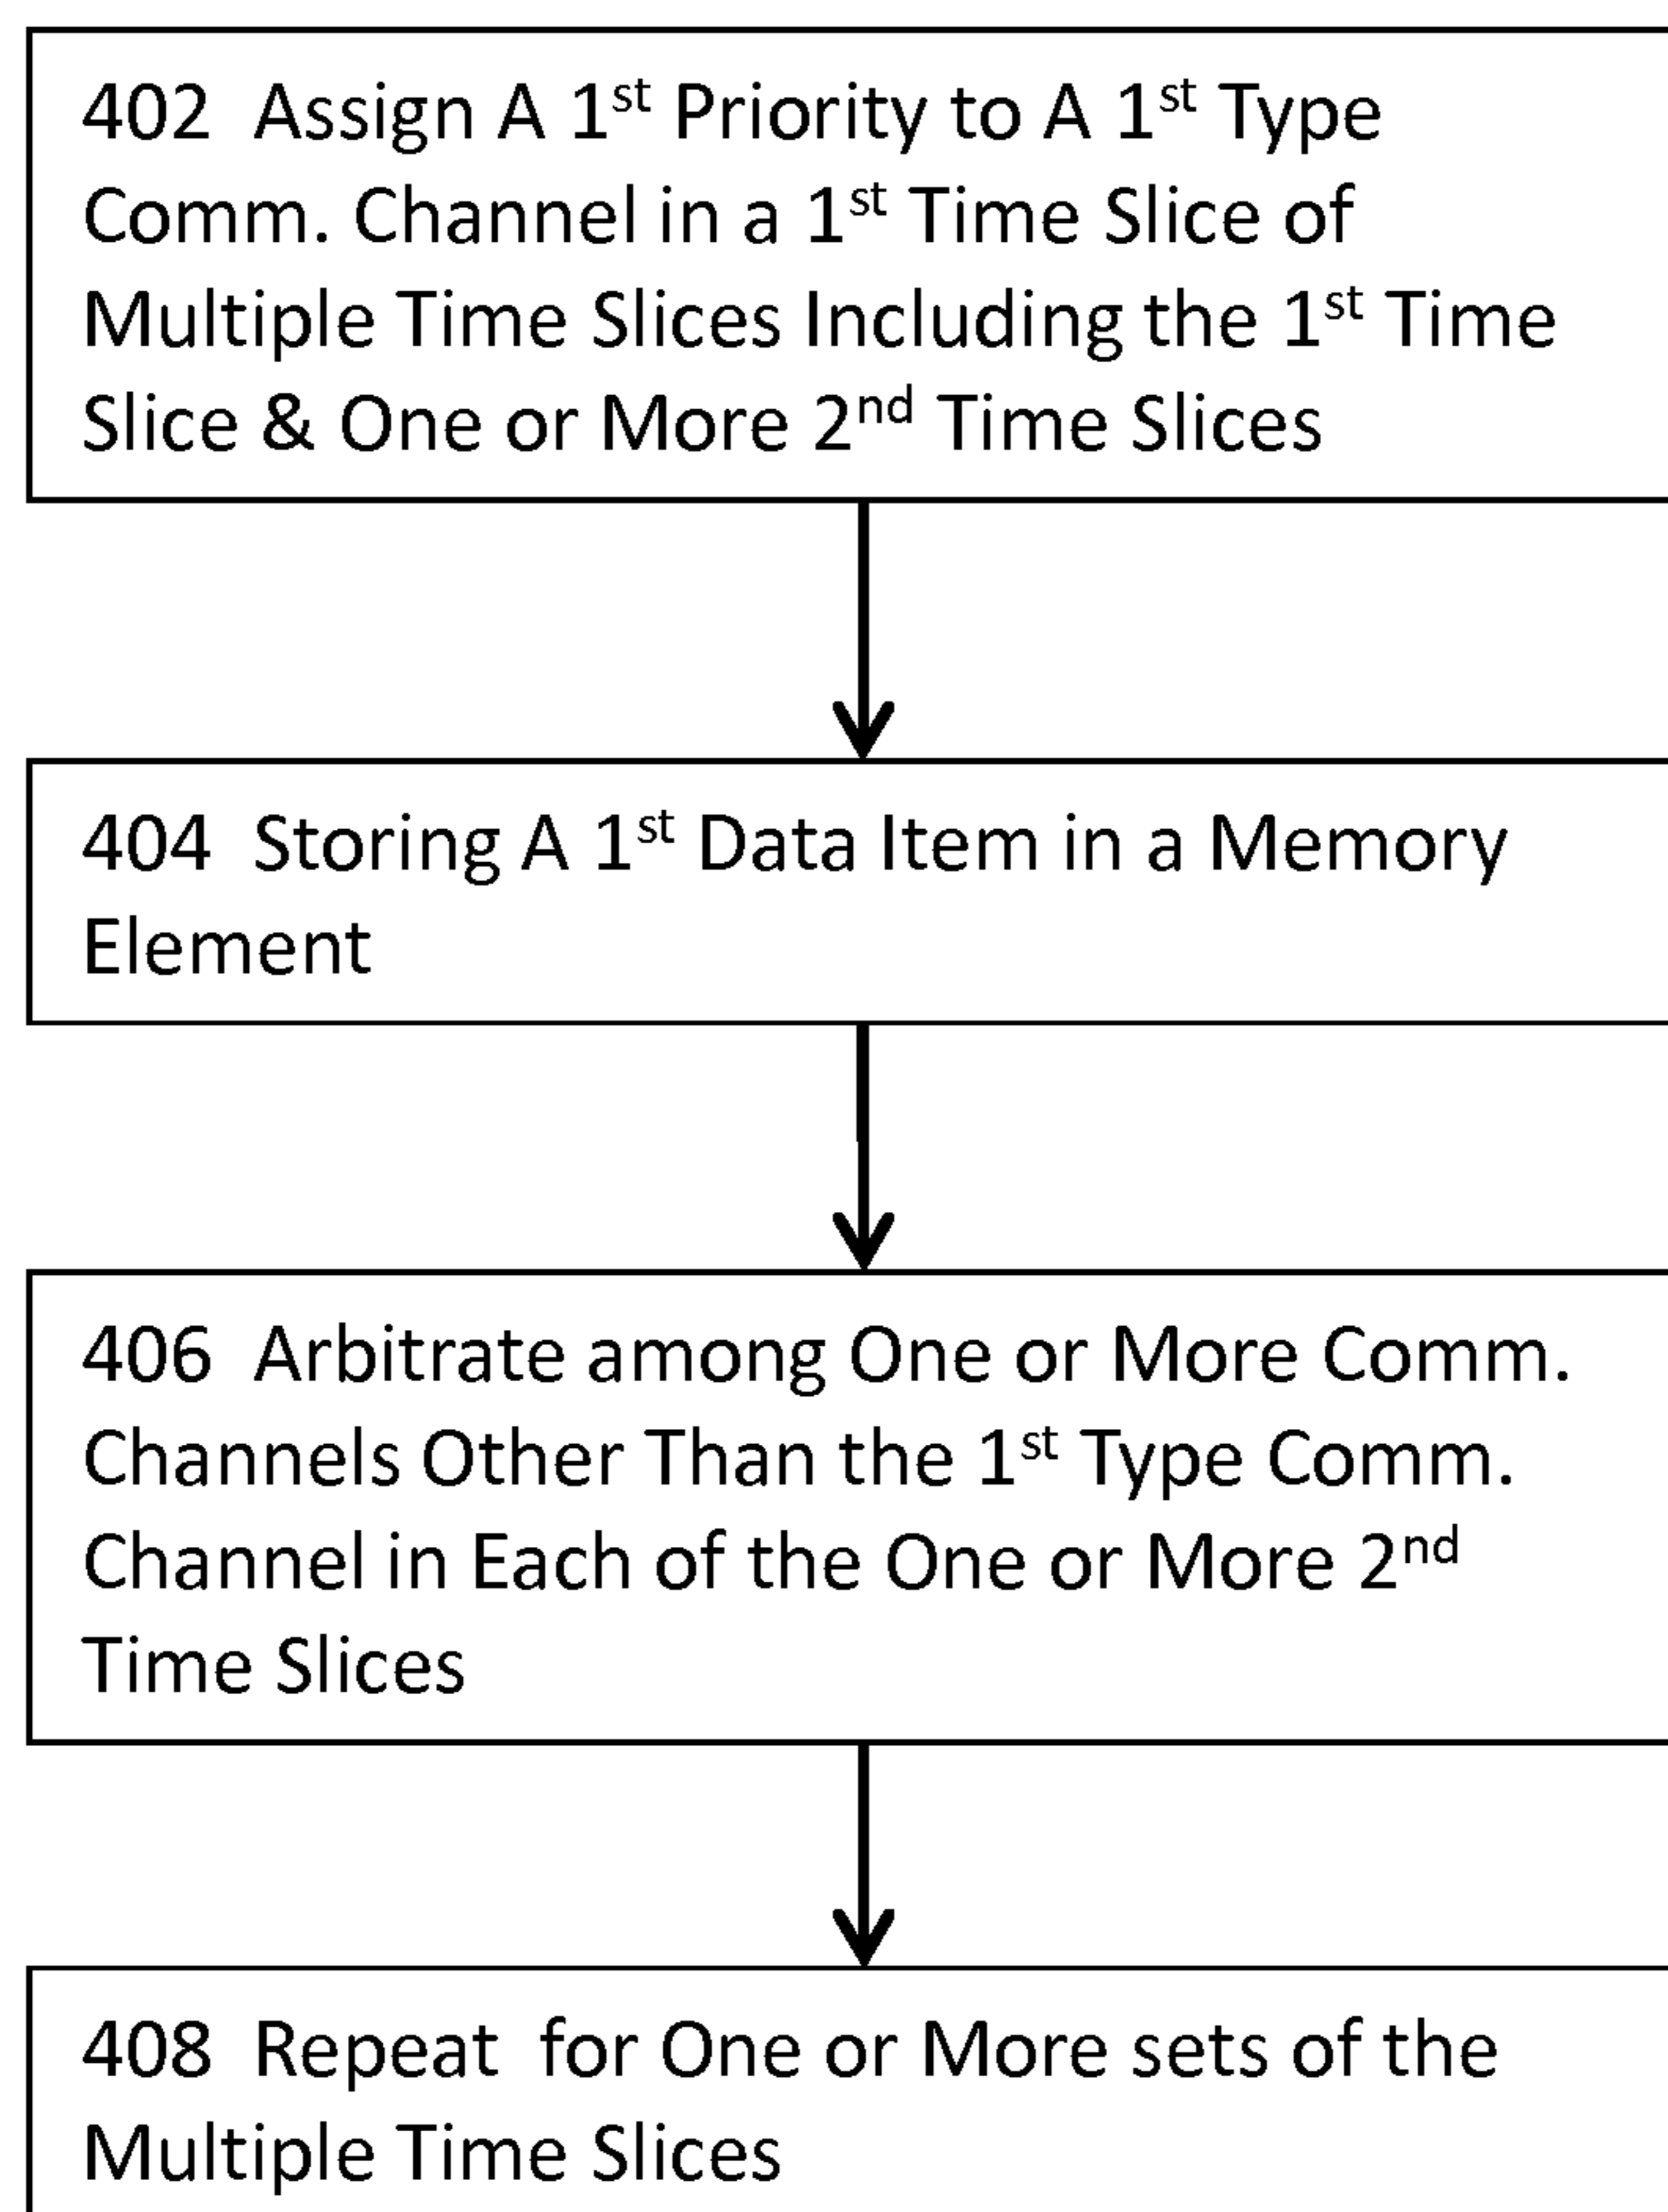 402 Assign A 1st Priority to A 1st Type
Comm. Channel in a 1st Time Slice of
Multiple Time Slices Including the 1st Time
Slice & One or More 2nd Time Slices
404 Storing A 1st Data Item in a Memory
Element
406 Arbitrate among One or More Comm.
Channels Other Than the 1st Type Comm.
Channel in Each of the One or More 2nd
Time Slices
408 Repeat for One or More sets of the
Multiple Time Slices